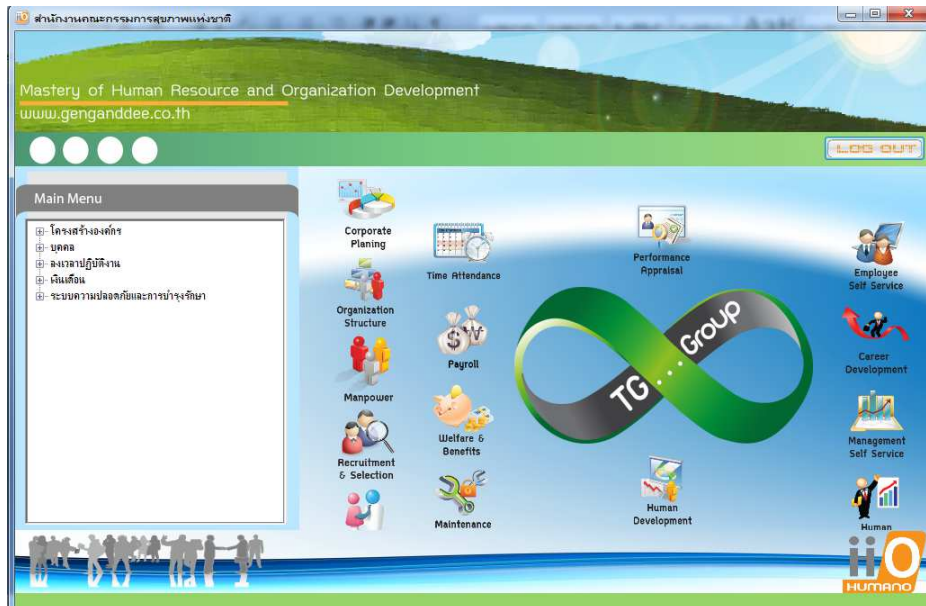 สำนักงานคณะกรรมการสุขภาพแห่งชาติ
Mastery of Human Resource and Organization Development
www.genganddee.co.th
LOG OUT
Main Menu
โครงสร้างองค์กร
บุคคล
ลงเวลาปฏิบัติงาน
เงินเดือน
ระบบความปลอดภัยและการบำรุงรักษา
Corporate
Planing
Organization
Structure
Manpower
Recruitment
& Selection
Time Attendance
Payroll
Welfare &
Benefits
Maintenance
Performance
Appraisal
TG .... Group
Human
Development
Employee
Self Service
Career
Development
Management
Self Service
Human
iiO
HUMANO